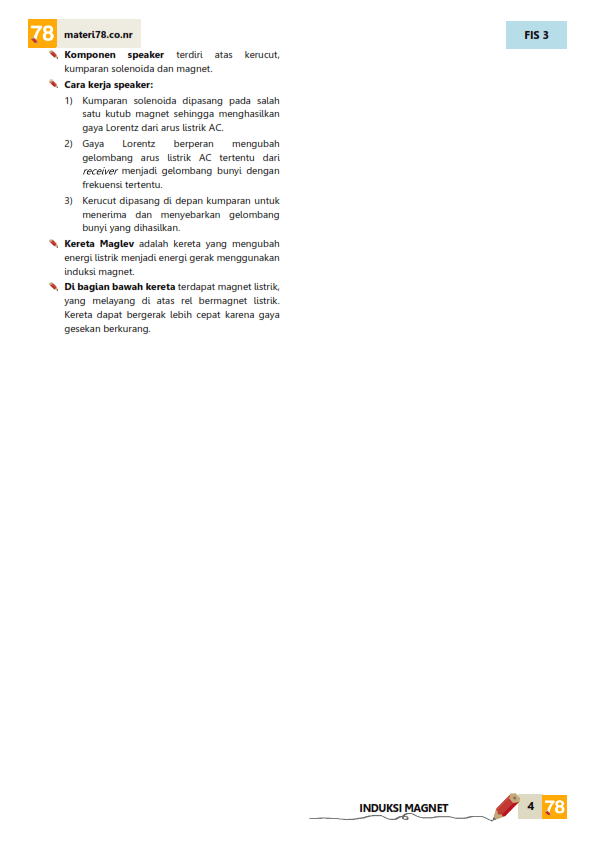 78 materi78.co.nr
FIS 3
Komponen speaker terdiri atas kerucut,
kumparan solenoida dan magnet.
Cara kerja speaker:
1) Kumparan solenoida dipasang pada salah
satu kutub magnet sehingga menghasilkan
gaya Lorentz dari arus listrik AC.
2) Gaya Lorentz berperan mengubah
gelombang arus listrik AC tertentu dari
receiver menjadi gelombang bunyi dengan
frekuensi tertentu.
3) Kerucut dipasang di depan kumparan untuk
menerima dan menyebarkan gelombang
bunyi yang dihasilkan.
Kereta Maglev adalah kereta yang mengubah
energi listrik menjadi energi gerak menggunakan
induksi magnet.
Di bagian bawah kereta terdapat magnet listrik,
yang melayang di atas rel bermagnet listrik.
Kereta dapat bergerak lebih cepat karena gaya
gesekan berkurang.
INDUKSI MAGNET 4 78